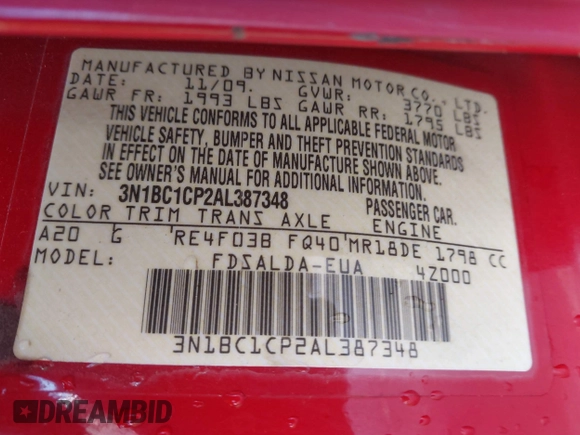 MANUFACTURED BY NISSAN MOTOR CO., LTD.
DATE: 11/09. GVWR: 3770 LBS
GAWR FR: 1993 LBS GAWR RR: 1795 LBS
THIS VEHICLE CONFORMS TO ALL APPLICABLE FEDERAL MOTOR
VEHICLE SAFETY, BUMPER AND THEFT PREVENTION STANDARDS
IN EFFECT ON THE DATE OF MANUFACTURE SHOWN ABOVE.
SEE OWNER'S MANUAL FOR ADDITIONAL INFORMATION.
VIN: 3N1BC1CP2AL387348 PASSENGER CAR.
COLOR TRIM TRANS AXLE ENGINE
A20 G 'RE4F03B FQ40'MR18DE 1798 CC
MODEL: FDSALDA-EUA 4Z000
3N1BC1CP2AL387348
DREAMBID